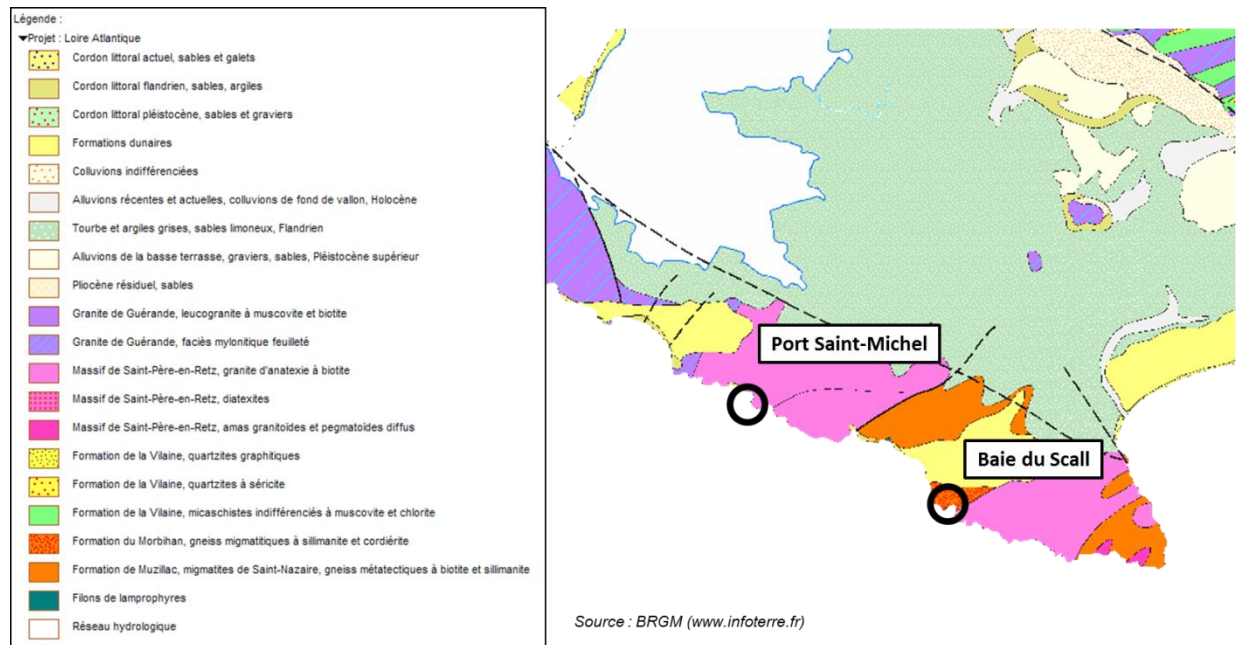 Légende :
▼Projet : Loire Atlantique
Cordon littoral actuel, sables et galets
Cordon littoral flandrien, sables, argiles
Cordon littoral pléistocène, sables et graviers
Formations dunaires
Colluvions indifférenciées
Alluvions récentes et actuelles, colluvions de fond de vallon, Holocène
Tourbe et argiles grises, sables limoneux, Flandrien
Alluvions de la basse terrasse, graviers, sables, Pléistocène supérieur
Pliocène résiduel, sables
Granite de Guérande, leucogranite à muscovite et biotite
Granite de Guérande, faciès mylonitique feuilleté
Massif de Saint-Père-en-Retz, granite d'anatexie à biotite
Massif de Saint-Père-en-Retz, diatexites
Massif de Saint-Père-en-Retz, amas granitoïdes et pegmatoïdes diffus
Formation de la Vilaine, quartzites graphitiques
Formation de la Vilaine, quartzites à séricite
Formation de la Vilaine, micaschistes indifférenciés à muscovite et chlorite
Formation du Morbihan, gneiss migmatitiques à sillimanite et cordiérite
Formation de Muzillac, migmatites de Saint-Nazaire, gneiss métatectiques à biotite et sillimanite
Filons de lamprophyres
Réseau hydrologique
Port Saint-Michel
Baie du Scall
Source : BRGM (www.infoterre.fr)